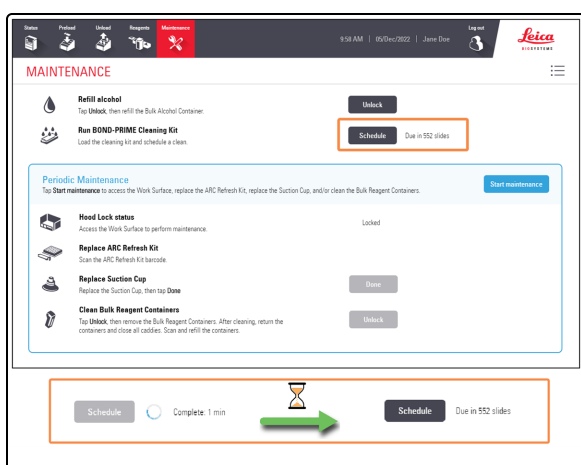 Status Preload Unload Reagents Maintenance
9:58 AM | 05/Dec/2022 | Jane Doe
Log out
Leica
BIOSYSTEMS
MAINTENANCE
Refill alcohol
Tap Unlock, then refill the Bulk Alcohol Container.
Unlock
Run BOND-PRIME Cleaning Kit
Load the cleaning kit and schedule a clean.
Schedule Due in 552 slides
Periodic Maintenance
Tap Start maintenance to access the Work Surface, replace the ARC Refresh Kit, replace the Suction Cup, and/or clean the Bulk Reagent Containers.
Start maintenance
Hood Lock status
Access the Work Surface to perform maintenance.
Locked
Replace ARC Refresh Kit
Scan the ARC Refresh Kit barcode.
Replace Suction Cup
Replace the Suction Cup, then tap Done
Done
Clean Bulk Reagent Containers
Tap Unlock, then remove the Bulk Reagent Containers. After cleaning, return the
containers and close all caddies. Scan and refill the containers.
Unlock
Schedule Complete: 1 min Schedule Due in 552 slides